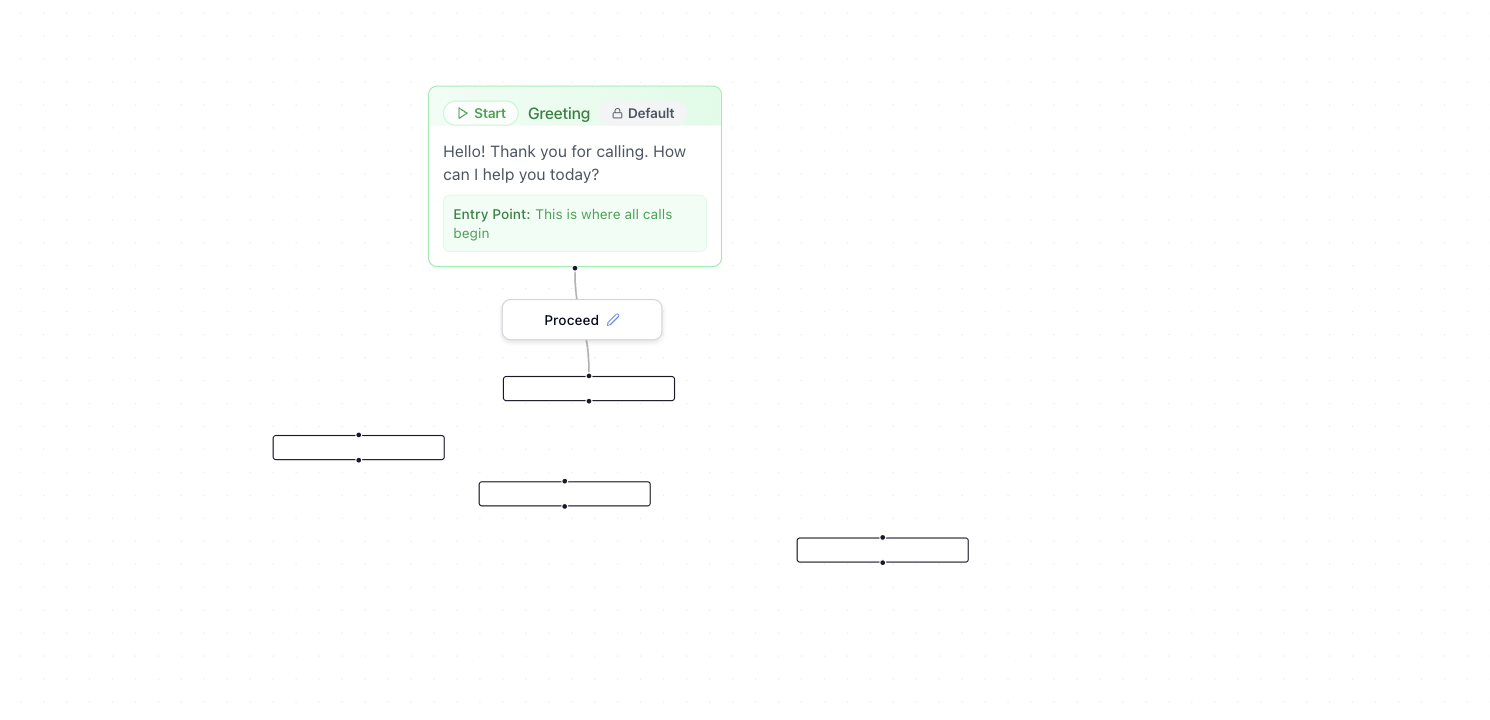 Start Greeting Default
Hello! Thank you for calling. How
can I help you today?
Entry Point: This is where all calls
begin
Proceed